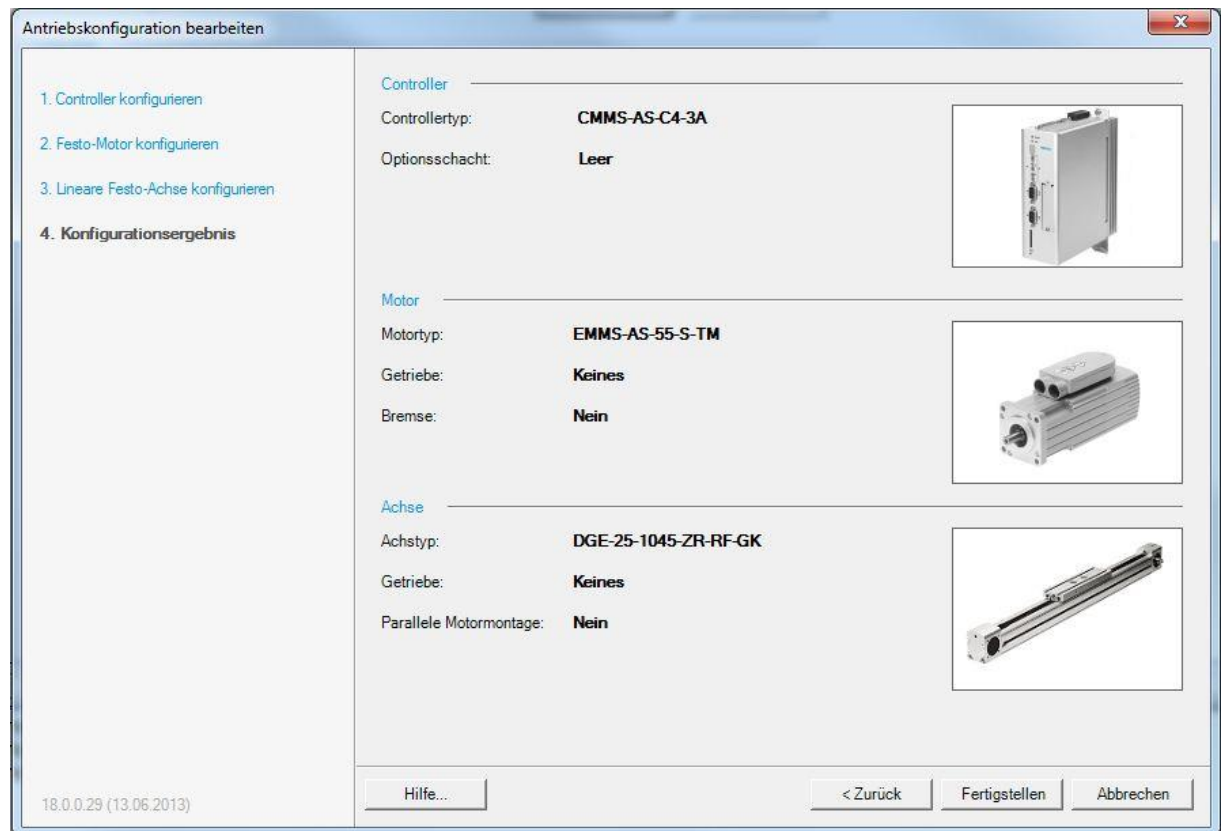 Antriebskonfiguration bearbeiten
1. Controller konfigurieren
2. Festo-Motor konfigurieren
3. Lineare Festo-Achse konfigurieren
4. Konfigurationsergebnis
Controller
Controllertyp: CMMS-AS-C4-3A
Optionsschacht: Leer
Motor
Motortyp: EMMS-AS-55-S-TM
Getriebe: Keines
Bremse: Nein
Achse
Achstyp: DGE-25-1045-ZR-RF-GK
Getriebe: Keines
Parallele Motormontage: Nein
18.0.0.29 (13.06.2013)
Hilfe... < Zurück Fertigstellen Abbrechen